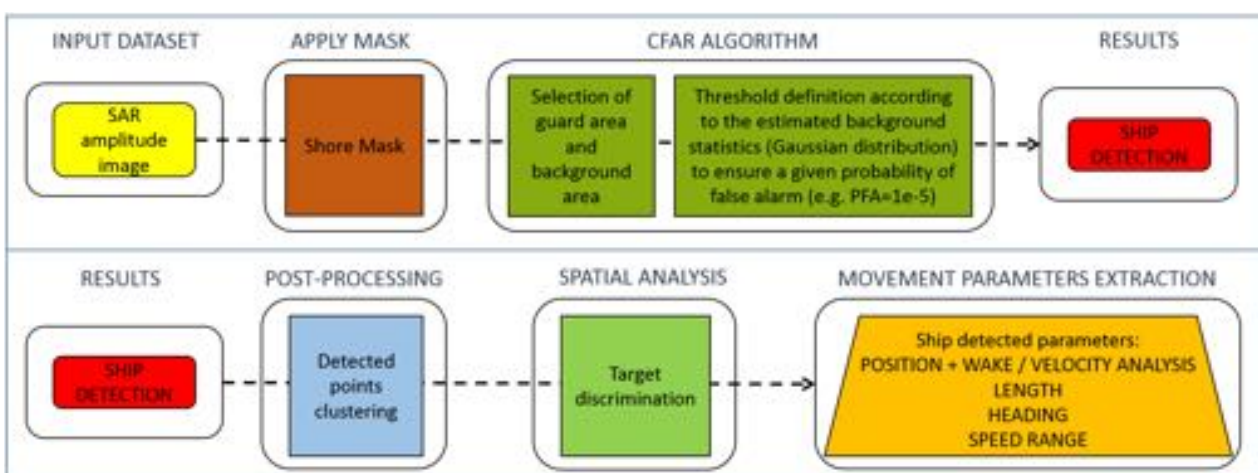 INPUT DATASET
APPLY MASK
CFAR ALGORITHM
RESULTS
SAR
amplitude
image
Shore Mask
Selection of
guard area
and
background
area
Threshold definition according
to the estimated background
statistics (Gaussian distribution)
to ensure a given probability of
false alarm (e.g. PFA=1e-5)
SHIP
DETECTION
RESULTS
POST-PROCESSING
SPATIAL ANALYSIS
MOVEMENT PARAMETERS EXTRACTION
SHIP
DETECTION
Detected
points
clustering
Target
discrimination
Ship detected parameters:
POSITION + WAKE / VELOCITY ANALYSIS
LENGTH
HEADING
SPEED RANGE